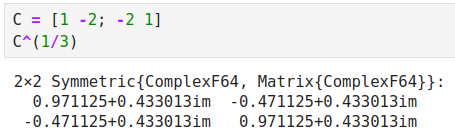 C = [1 -2; -2 1]
C^(1/3)
2×2 Symmetric{ComplexF64, Matrix{ComplexF64}}:
0.971125+0.433013im -0.471125+0.433013im
-0.471125+0.433013im 0.971125+0.433013im